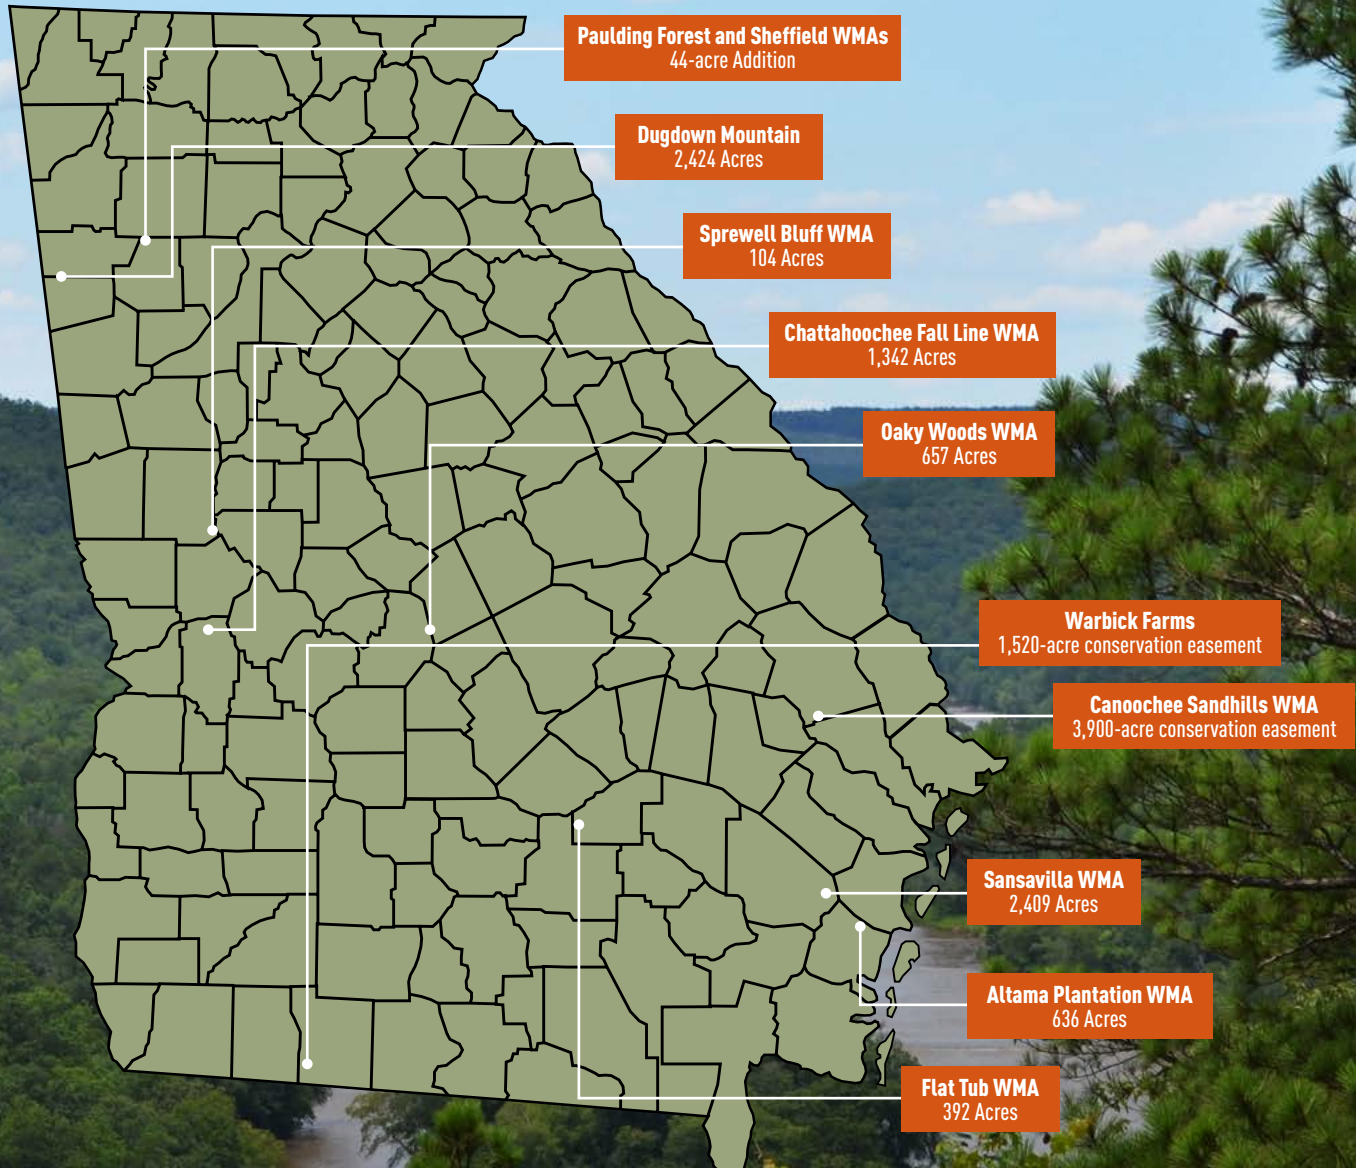 Paulding Forest and Sheffield WMAs
44-acre Addition
Dugdown Mountain
2,424 Acres
Sprewell Bluff WMA
104 Acres
Chattahoochee Fall Line WMA
1,342 Acres
Oaky Woods WMA
657 Acres
Warbick Farms
1,520-acre conservation easement
Canoochee Sandhills WMA
3,900-acre conservation easement
Sansavilla WMA
2,409 Acres
Altama Plantation WMA
636 Acres
Flat Tub WMA
392 Acres